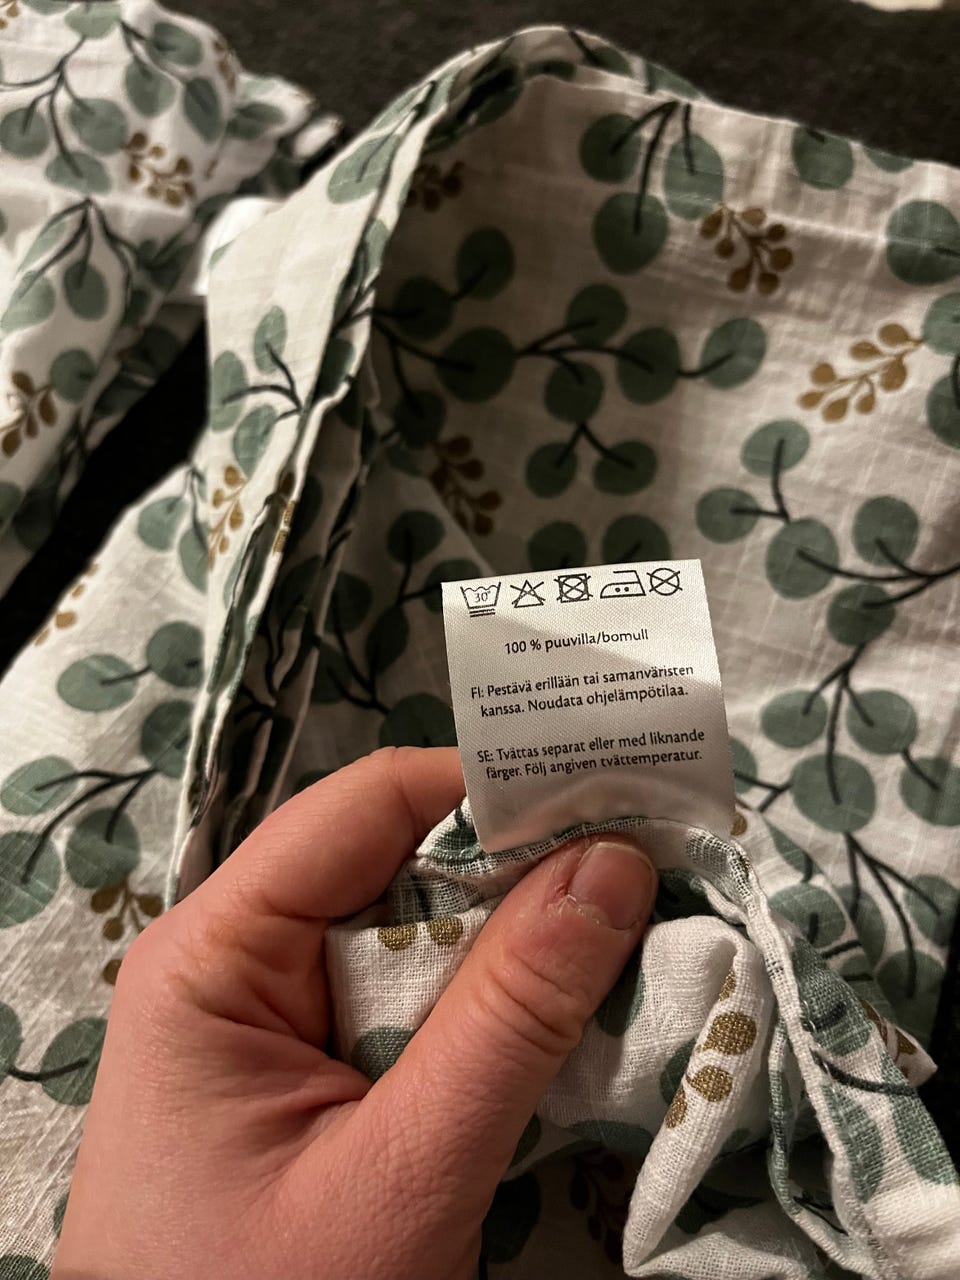 30°
100 % puuvilla/bomull
FI: Pestävä erillään tai samanväristen
kanssa. Noudata ohjelämpötilaa.
SE: Tvättas separat eller med liknande
färger. Följ angiven tvättemperatur.